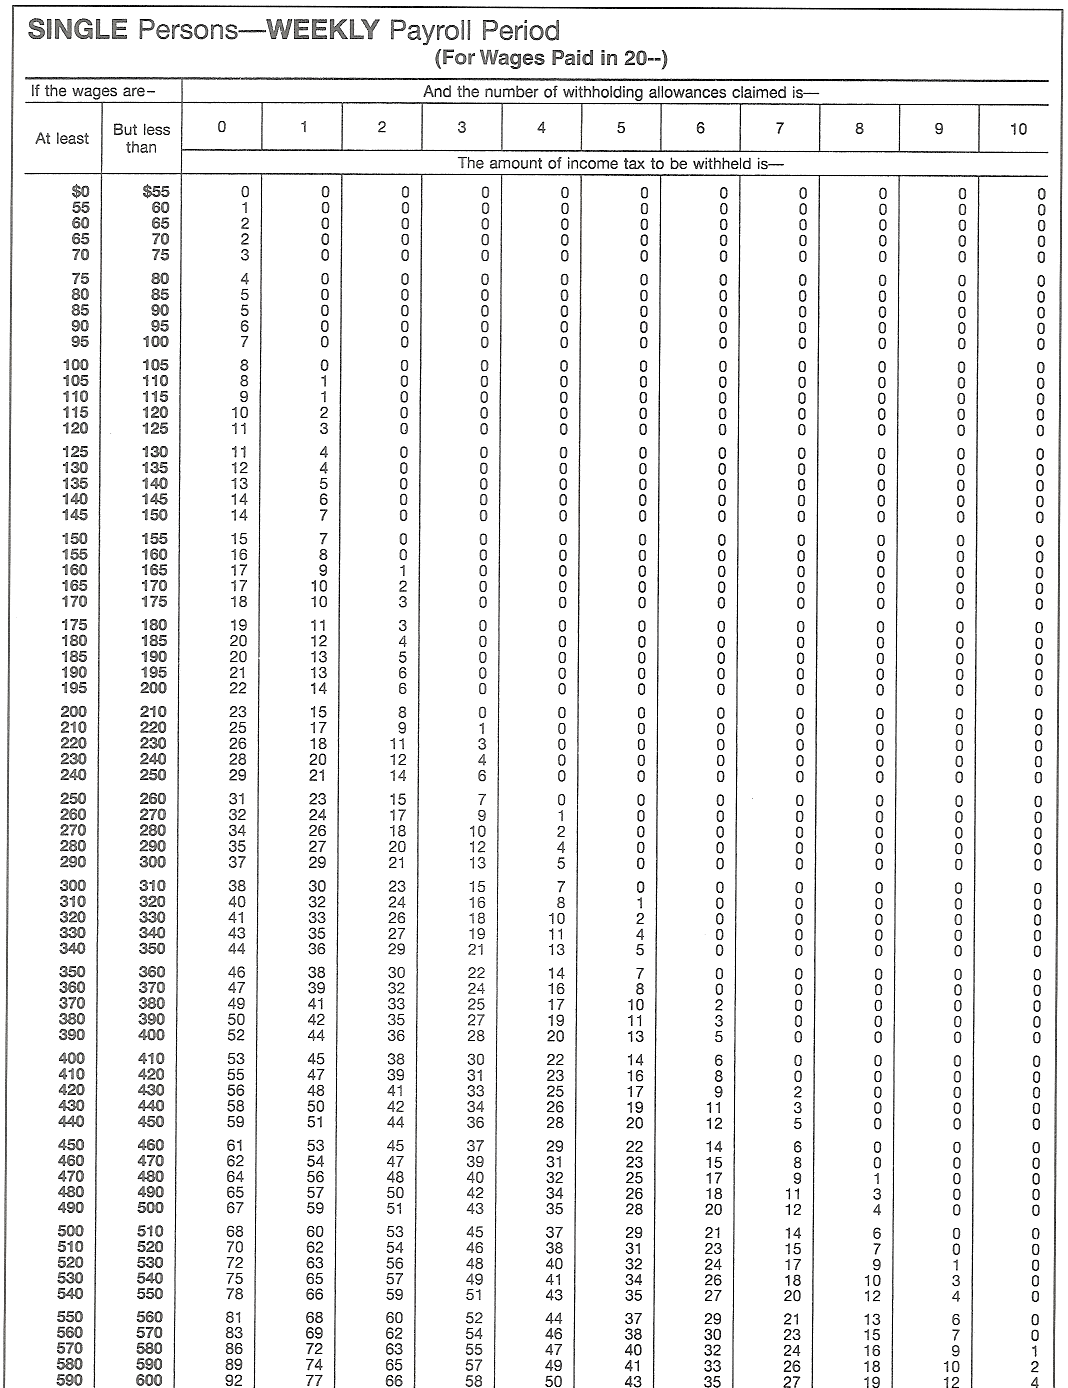 SINGLE Persons—WEEKLY Payroll Period
(For Wages Paid in 20--)
If the wages are– And the number of withholding allowances claimed is—
At least But less than 0 1 2 3 4 5 6 7 8 9 10
The amount of income tax to be withheld is—
$0 $55 0 0 0 0 0 0 0 0 0 0 0
55 60 1 0 0 0 0 0 0 0 0 0 0
60 65 2 0 0 0 0 0 0 0 0 0 0
65 70 2 0 0 0 0 0 0 0 0 0 0
70 75 3 0 0 0 0 0 0 0 0 0 0
75 80 4 0 0 0 0 0 0 0 0 0 0
80 85 5 0 0 0 0 0 0 0 0 0 0
85 90 5 0 0 0 0 0 0 0 0 0 0
90 95 6 0 0 0 0 0 0 0 0 0 0
95 100 7 0 0 0 0 0 0 0 0 0 0
100 105 8 0 0 0 0 0 0 0 0 0 0
105 110 8 1 0 0 0 0 0 0 0 0 0
110 115 9 1 0 0 0 0 0 0 0 0 0
115 120 10 2 0 0 0 0 0 0 0 0 0
120 125 11 3 0 0 0 0 0 0 0 0 0
125 130 11 4 0 0 0 0 0 0 0 0 0
130 135 12 4 0 0 0 0 0 0 0 0 0
135 140 13 5 0 0 0 0 0 0 0 0 0
140 145 14 6 0 0 0 0 0 0 0 0 0
145 150 14 7 0 0 0 0 0 0 0 0 0
150 155 15 7 0 0 0 0 0 0 0 0 0
155 160 16 8 0 0 0 0 0 0 0 0 0
160 165 17 9 1 0 0 0 0 0 0 0 0
165 170 17 10 2 0 0 0 0 0 0 0 0
170 175 18 10 3 0 0 0 0 0 0 0 0
175 180 19 11 3 0 0 0 0 0 0 0 0
180 185 20 12 4 0 0 0 0 0 0 0 0
185 190 20 13 5 0 0 0 0 0 0 0 0
190 195 21 13 6 0 0 0 0 0 0 0 0
195 200 22 14 6 0 0 0 0 0 0 0 0
200 210 23 15 8 0 0 0 0 0 0 0 0
210 220 25 17 9 1 0 0 0 0 0 0 0
220 230 26 18 11 3 0 0 0 0 0 0 0
230 240 28 20 12 4 0 0 0 0 0 0 0
240 250 29 21 14 6 0 0 0 0 0 0 0
250 260 31 23 15 7 0 0 0 0 0 0 0
260 270 32 24 17 9 1 0 0 0 0 0 0
270 280 34 26 18 10 2 0 0 0 0 0 0
280 290 35 27 20 12 4 0 0 0 0 0 0
290 300 37 29 21 13 5 0 0 0 0 0 0
300 310 38 30 23 15 7 0 0 0 0 0 0
310 320 40 32 24 16 8 1 0 0 0 0 0
320 330 41 33 26 18 10 2 0 0 0 0 0
330 340 43 35 27 19 11 4 0 0 0 0 0
340 350 44 36 29 21 13 5 0 0 0 0 0
350 360 46 38 30 22 14 7 0 0 0 0 0
360 370 47 39 32 24 16 8 0 0 0 0 0
370 380 49 41 33 25 17 10 2 0 0 0 0
380 390 50 42 35 27 19 11 3 0 0 0 0
390 400 52 44 36 28 20 13 5 0 0 0 0
400 410 53 45 38 30 22 14 6 0 0 0 0
410 420 55 47 39 31 23 16 8 0 0 0 0
420 430 56 48 41 33 25 17 9 2 0 0 0
430 440 58 50 42 34 26 19 11 3 0 0 0
440 450 59 51 44 36 28 20 12 5 0 0 0
450 460 61 53 45 37 29 22 14 6 0 0 0
460 470 62 54 47 39 31 23 15 8 0 0 0
470 480 64 56 48 40 32 25 17 9 1 0 0
480 490 65 57 50 42 34 26 18 11 3 0 0
490 500 67 59 51 43 35 28 20 12 4 0 0
500 510 68 60 53 45 37 29 21 14 6 0 0
510 520 70 62 54 46 38 31 23 15 7 0 0
520 530 72 63 56 48 40 32 24 17 9 1 0
530 540 75 65 57 49 41 34 26 18 10 3 0
540 550 78 66 59 51 43 35 27 20 12 4 0
550 560 81 68 60 52 44 37 29 21 13 6 0
560 570 83 69 62 54 46 38 30 23 15 7 0
570 580 86 72 63 55 47 40 32 24 16 9 1
580 590 89 74 65 57 49 41 33 26 18 10 2
590 600 92 77 66 58 50 43 35 27 19 12 4